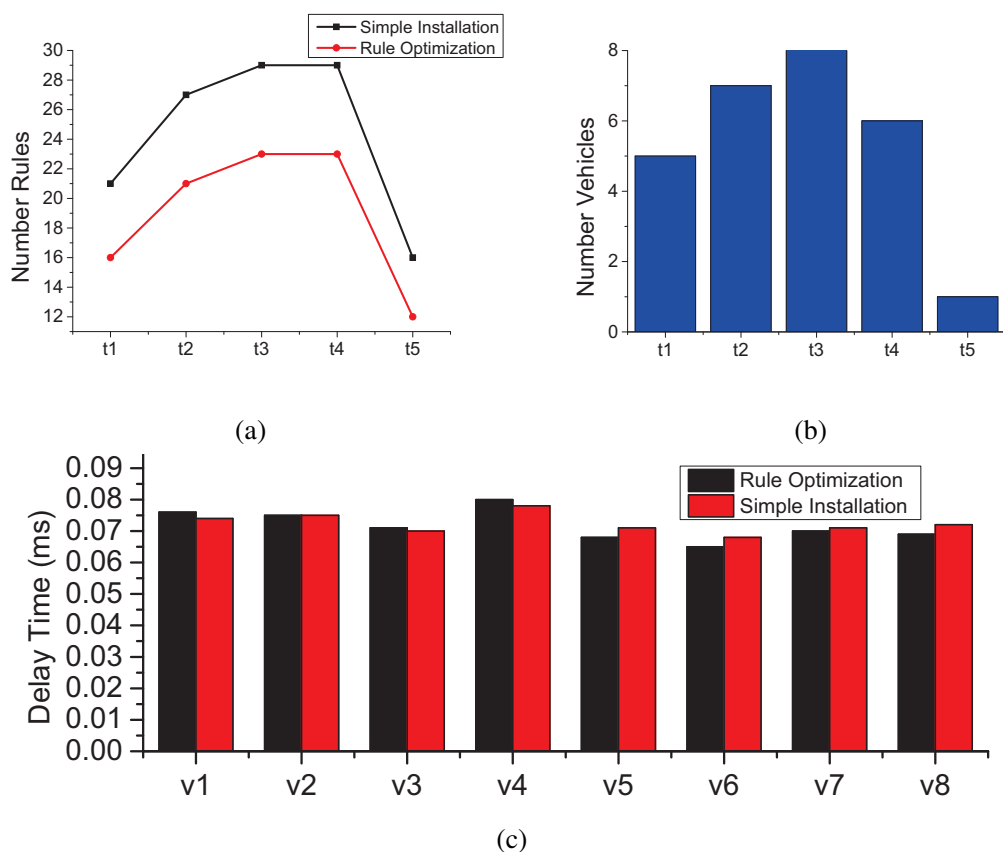 Simple Installation
Rule Optimization
Number Rules
30
28
26
24
22
20
18
16
14
12
t1 t2 t3 t4 t5
(a)
Number Vehicles
8
6
4
2
0
t1 t2 t3 t4 t5
(b)
Rule Optimization
Simple Installation
Delay Time (ms)
0.09
0.08
0.07
0.06
0.05
0.04
0.03
0.02
0.01
0.00
v1 v2 v3 v4 v5 v6 v7 v8
(c)